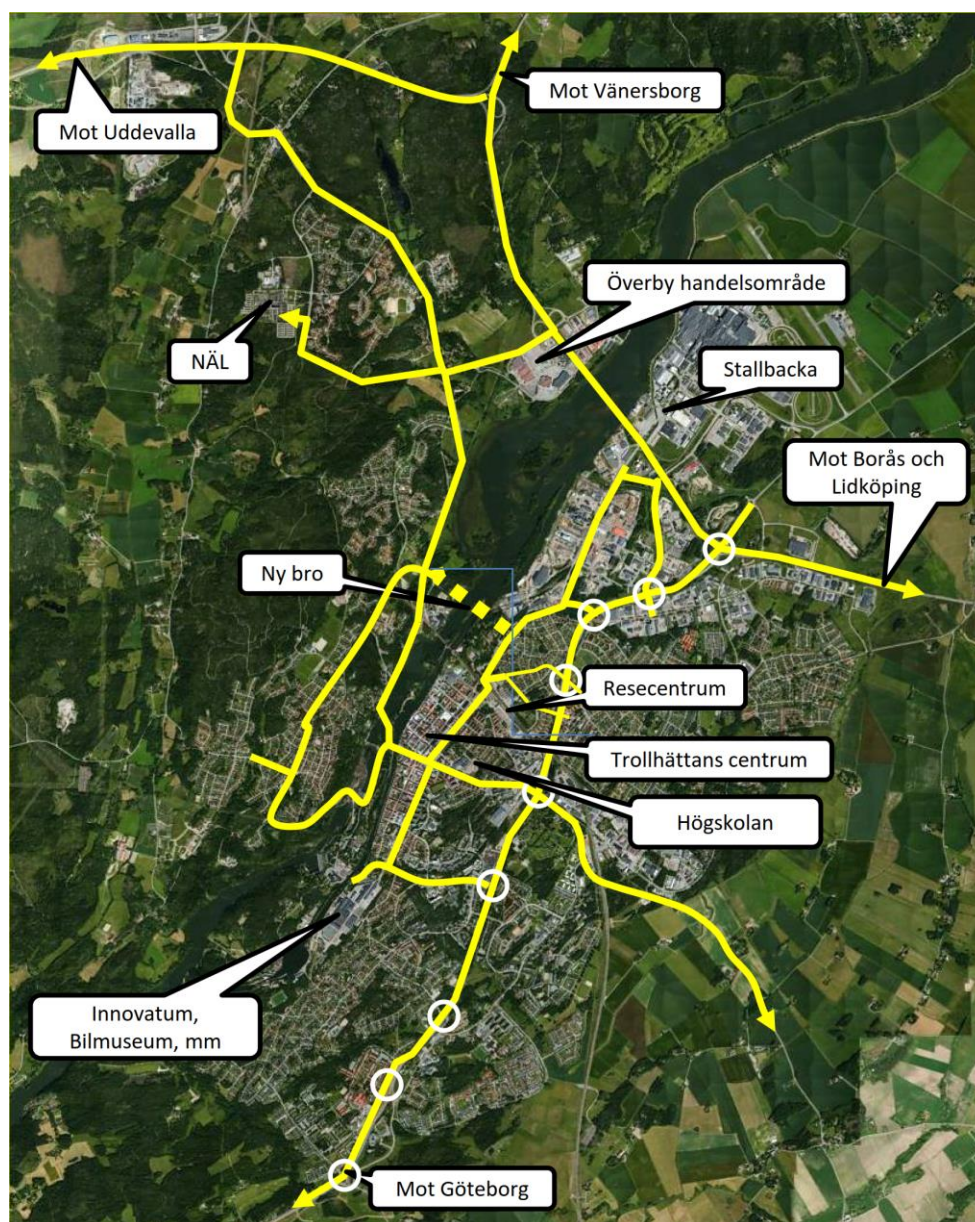 Mot Vänersborg
Mot Uddevalla
Överby handelsområde
NÄL
Stallbacka
Mot Borås och
Lidköping
Ny bro
Resecentrum
Trollhättans centrum
Högskolan
Innovatum,
Bilmuseum, mm
Mot Göteborg